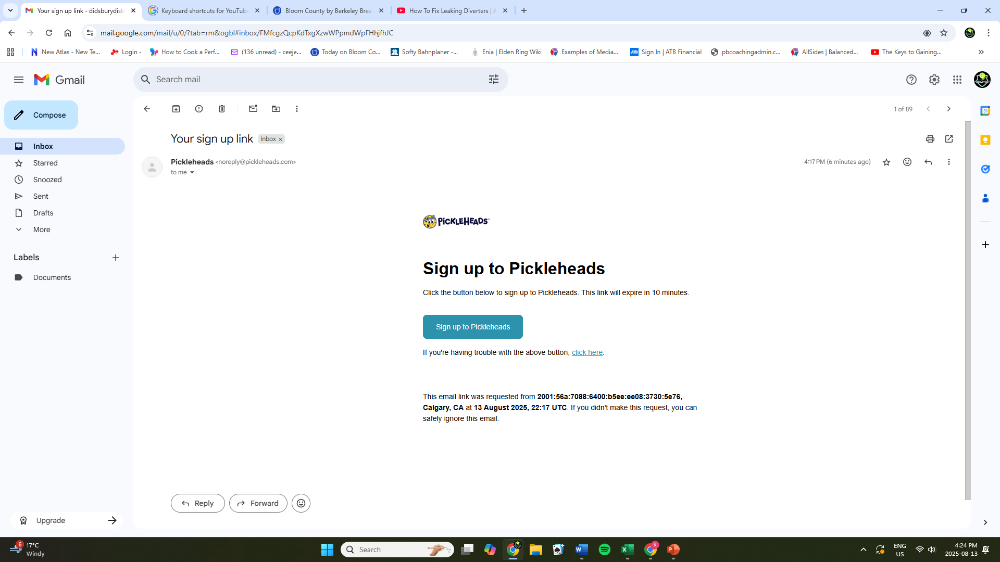 Your sign up link - didsburydist
Keyboard shortcuts for YouTube
Bloom County by Berkeley Brea
How To Fix Leaking Diverters | A
mail.google.com/mail/u/0/?tab=rm&ogbl#inbox/FMfcgzQcpKdTxgXzwWPpmdWpFHhjfhJC
New Atlas - New Te...
Login -
How to Cook a Perf...
(136 unread) - ceeje...
Today on Bloom Co...
Softy Bahnplaner -...
Enia | Elden Ring Wiki
Examples of Media...
Sign In | ATB Financial
pbcoachingadmin.c...
AllSides | Balanced...
The Keys to Gaining...
Gmail
Search mail
Compose
1 of 89
Inbox
Starred
Snoozed
Sent
Drafts
More
Labels
Documents
Upgrade
Your sign up link
Inbox
Pickleheads <noreply@pickleheads.com>
4:17 PM (6 minutes ago)
to me
PICKLEHEADS
Sign up to Pickleheads
Click the button below to sign up to Pickleheads. This link will expire in 10 minutes.
Sign up to Pickleheads
If you're having trouble with the above button, click here.
This email link was requested from 2001:56a:7088:6400:b5ee:ee08:3730:5e76,
Calgary, CA at 13 August 2025, 22:17 UTC. If you didn't make this request, you can
safely ignore this email.
Reply
Forward
6
17°C
Windy
Search
ENG
US
4:24 PM
2025-08-13